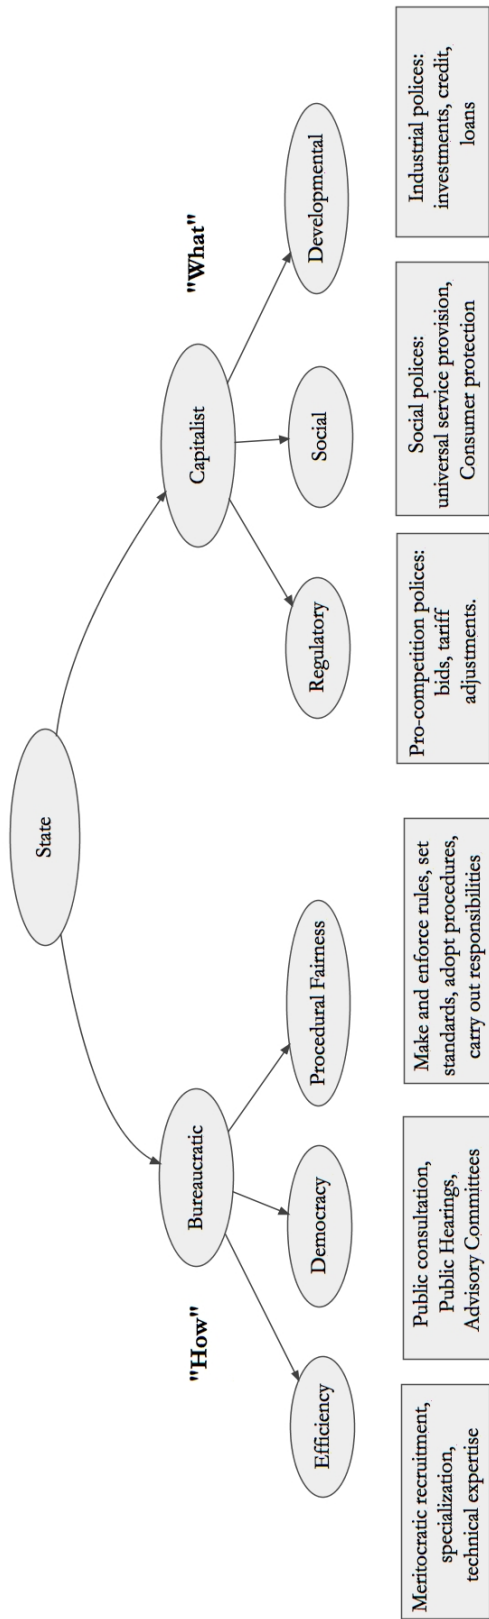 State
"How"
Bureaucratic
Capitalist
"What"
Efficiency
Democracy
Procedural Fairness
Regulatory
Social
Developmental
Meritocratic recruitment,
specialization,
technical expertise
Public consultation,
Public Hearings,
Advisory Committees
Make and enforce rules, set
standards, adopt procedures,
carry out responsibilities
Pro-competition polices:
bids, tariff
adjustments.
Social polices:
universal service provision,
Consumer protection
Industrial polices:
investments, credit,
loans